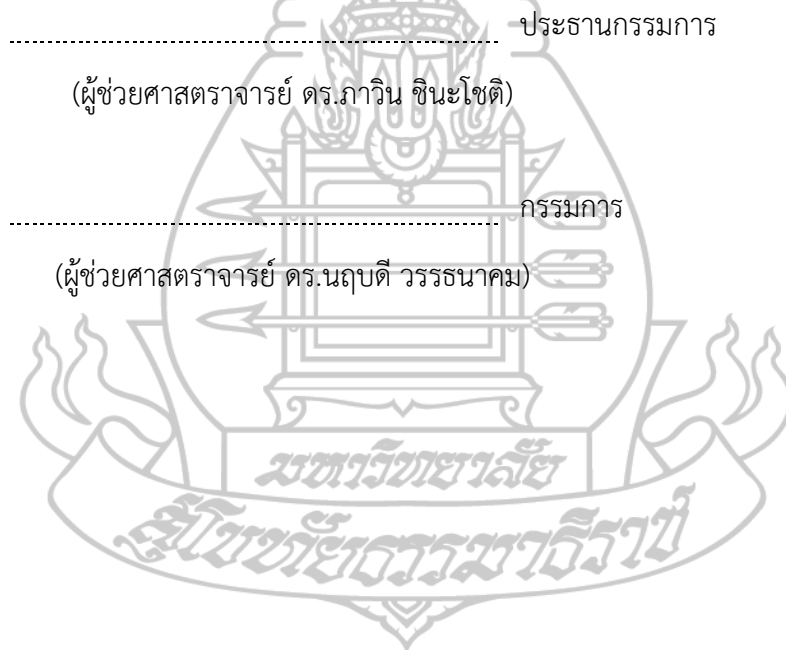 ประธานกรรมการ
(ผู้ช่วยศาสตราจารย์ ดร.ภาวิน ชินะโชติ)
กรรมการ
(ผู้ช่วยศาสตราจารย์ ดร.นฤบดี วรรธนาคม)
มหาวิทยาลัย
สุโขทัยธรรมาธิราช